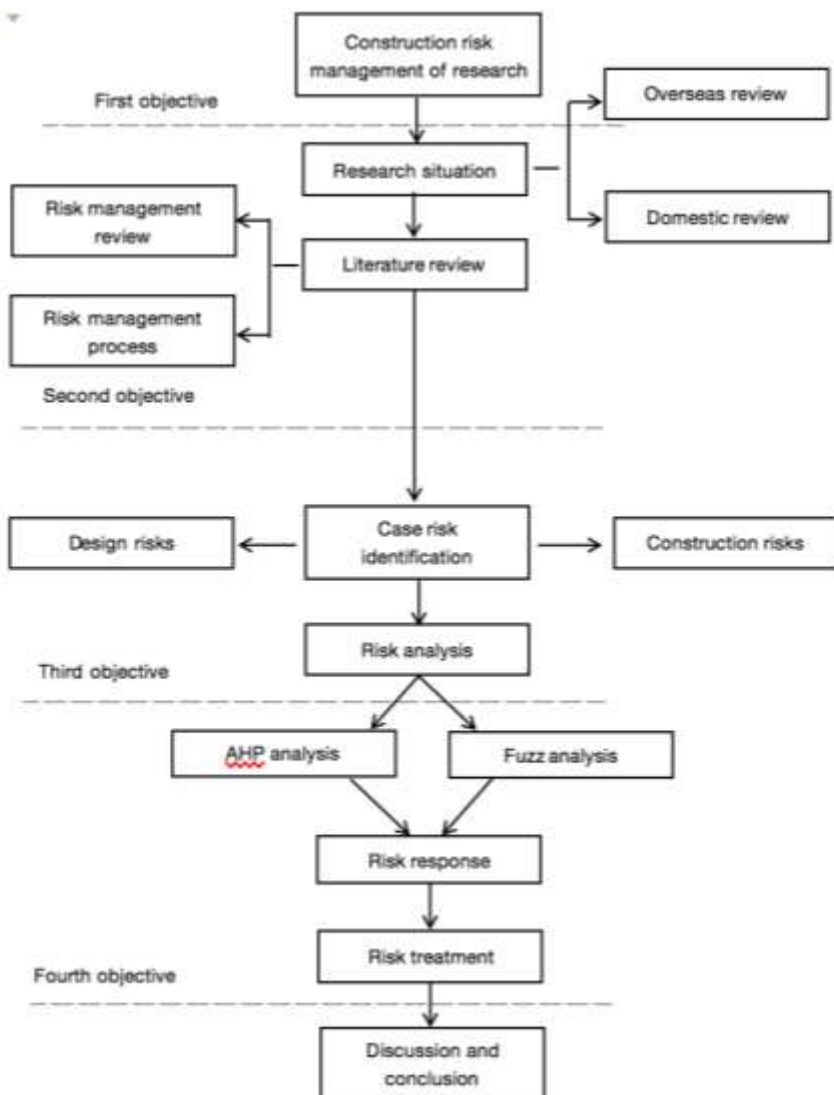 Construction risk
management of research
First objective
Overseas review
Research situation
Risk management
review
Domestic review
Literature review
Risk management
process
Second objective
Design risks
Case risk
identification
Construction risks
Risk analysis
Third objective
AHP analysis
Fuzz analysis
Risk response
Risk treatment
Fourth objective
Discussion and
conclusion